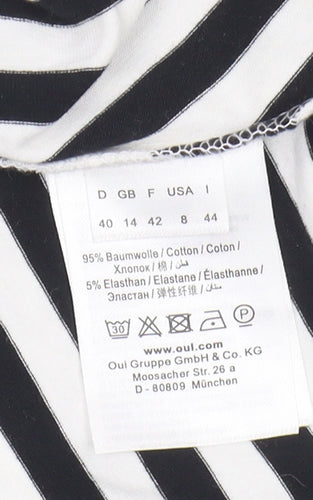 D GB F USA I
40 14 42 8 44
95% Baumwolle / Cotton / Coton /
Хлопок / 棉 / قطن /
5% Elasthan / Elastane / Élasthanne /
Эластан / 弹性纤维 /
30 P
www.oui.com
Oui Gruppe GmbH & Co. KG
Moosacher Str. 26 a
D - 80809 München